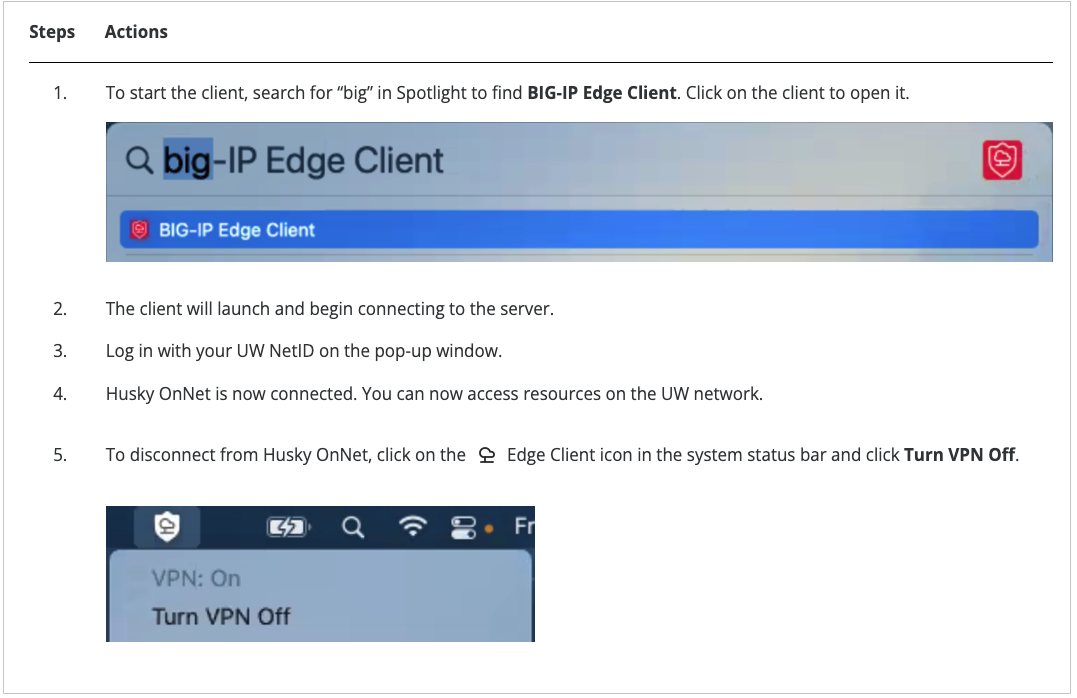 Steps Actions
1. To start the client, search for “big” in Spotlight to find BIG-IP Edge Client. Click on the client to open it.
big-IP Edge Client
BIG-IP Edge Client
2. The client will launch and begin connecting to the server.
3. Log in with your UW NetID on the pop-up window.
4. Husky OnNet is now connected. You can now access resources on the UW network.
5. To disconnect from Husky OnNet, click on the Edge Client icon in the system status bar and click Turn VPN Off.
Fr
VPN: On
Turn VPN Off